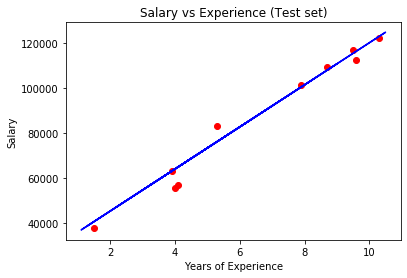 Salary vs Experience (Test set)
120000
100000
80000
60000
40000
Salary
2 4 6 8 10
Years of Experience